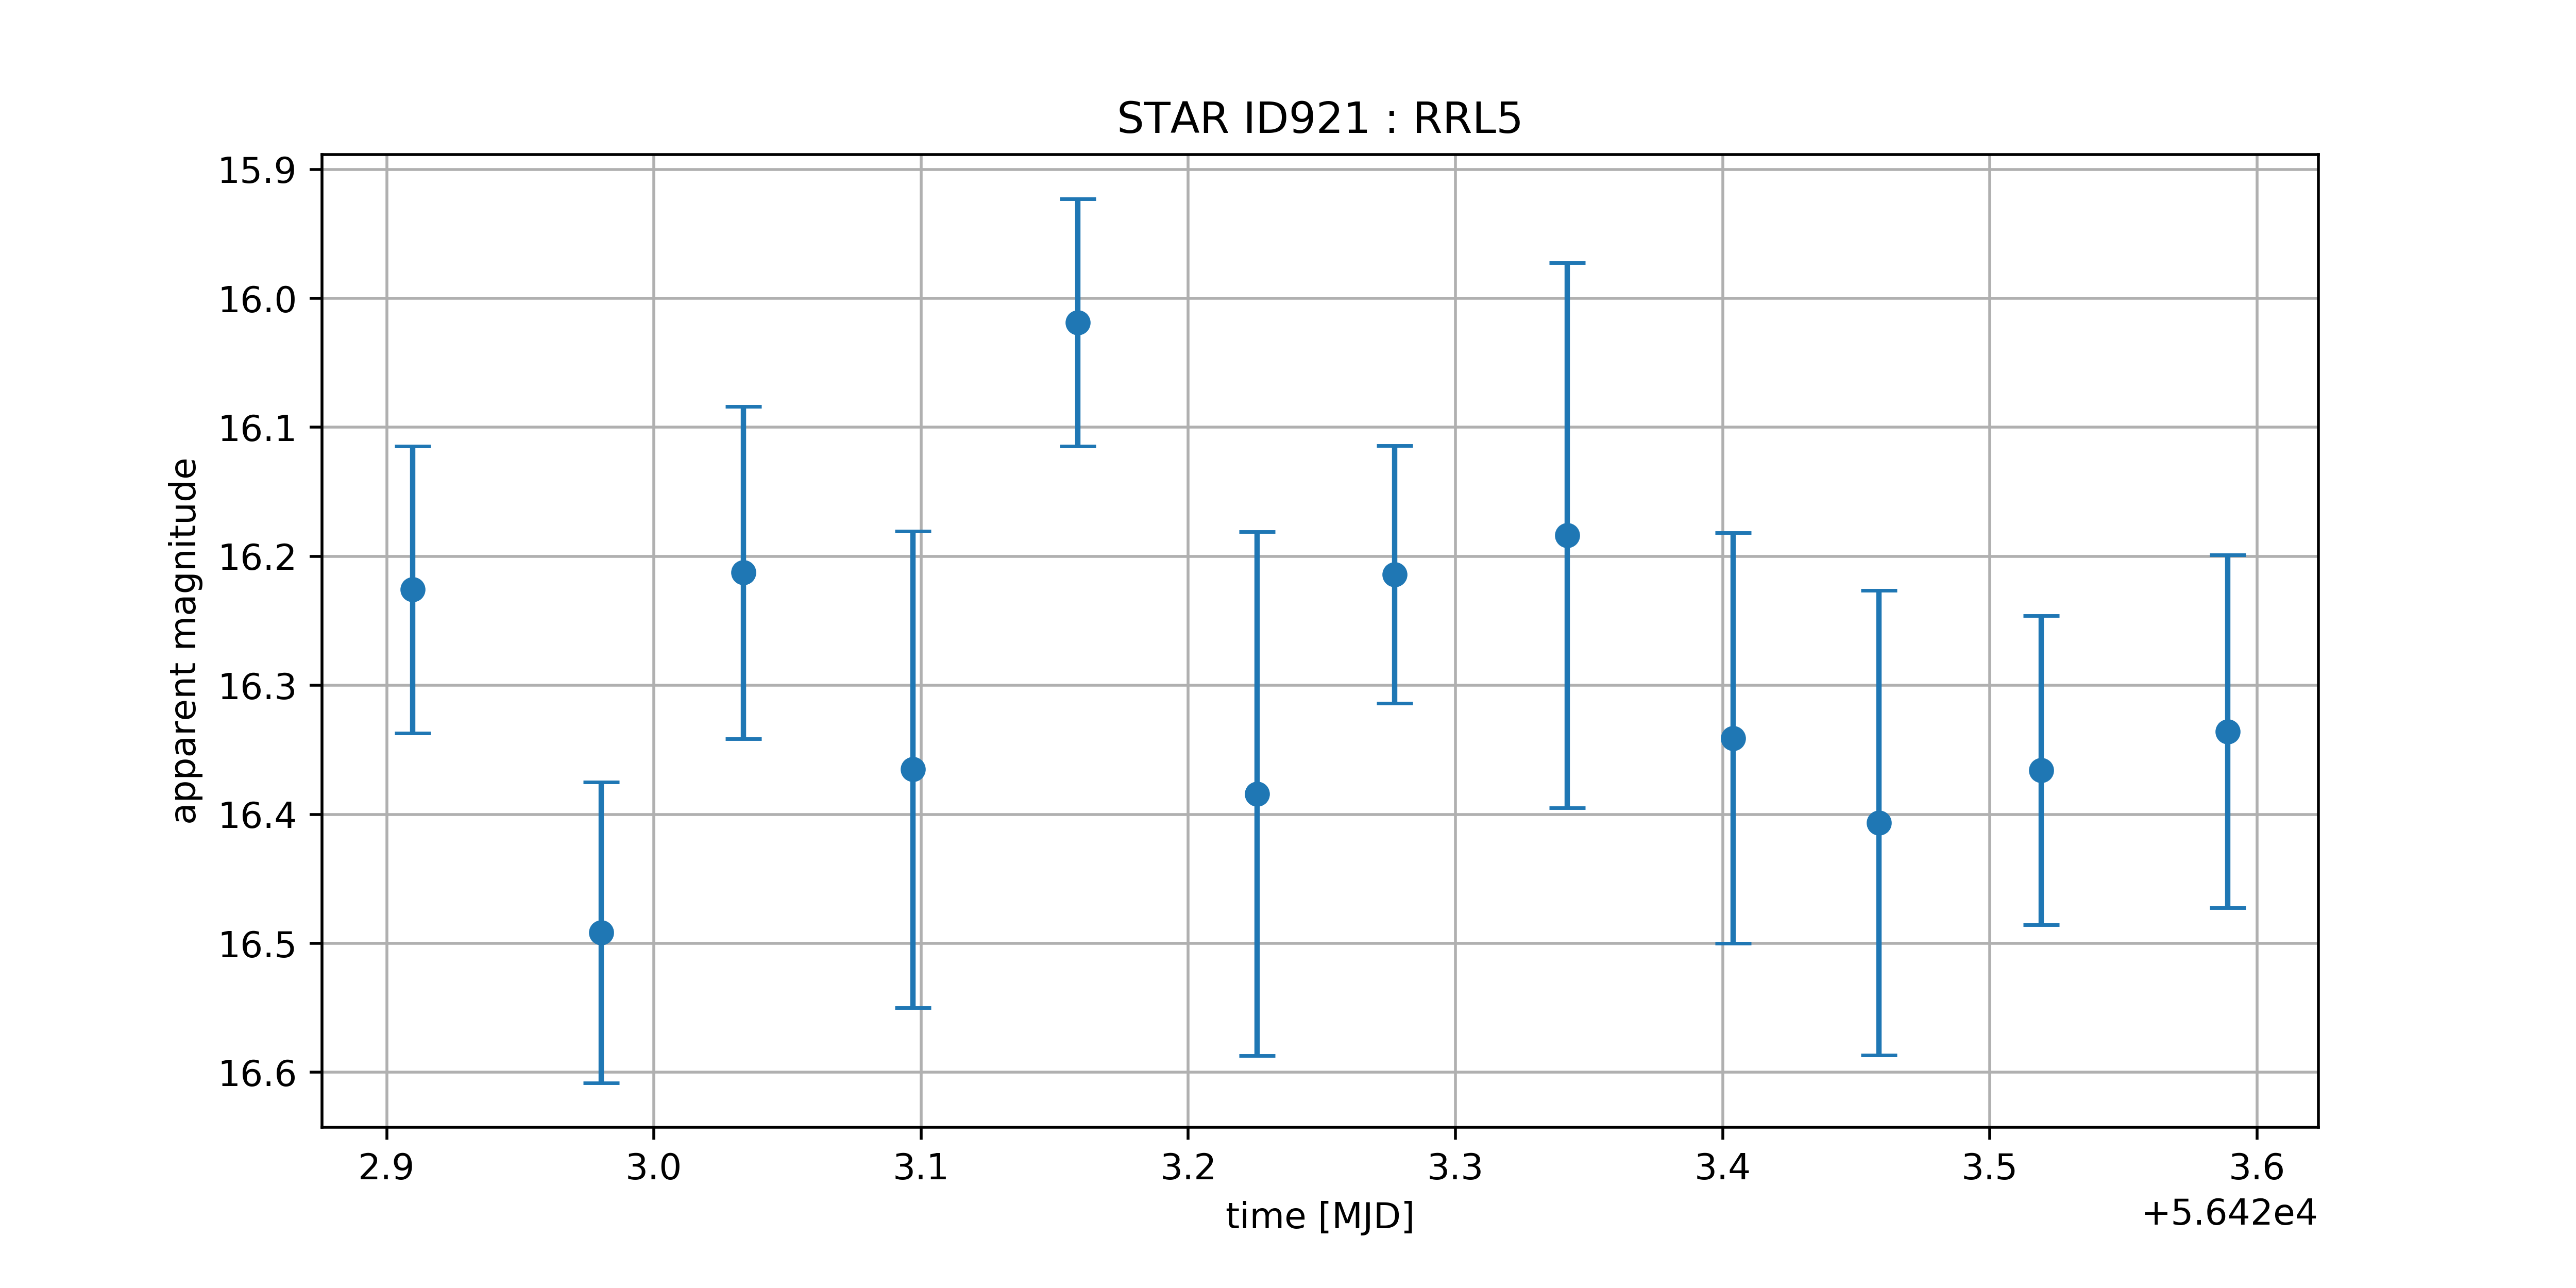 STAR ID921 : RRL5
15.9
16.0
16.1
16.2
16.3
16.4
16.5
16.6
apparent magnitude
2.9 3.0 3.1 3.2 3.3 3.4 3.5 3.6
time [MJD]
+5.642e4